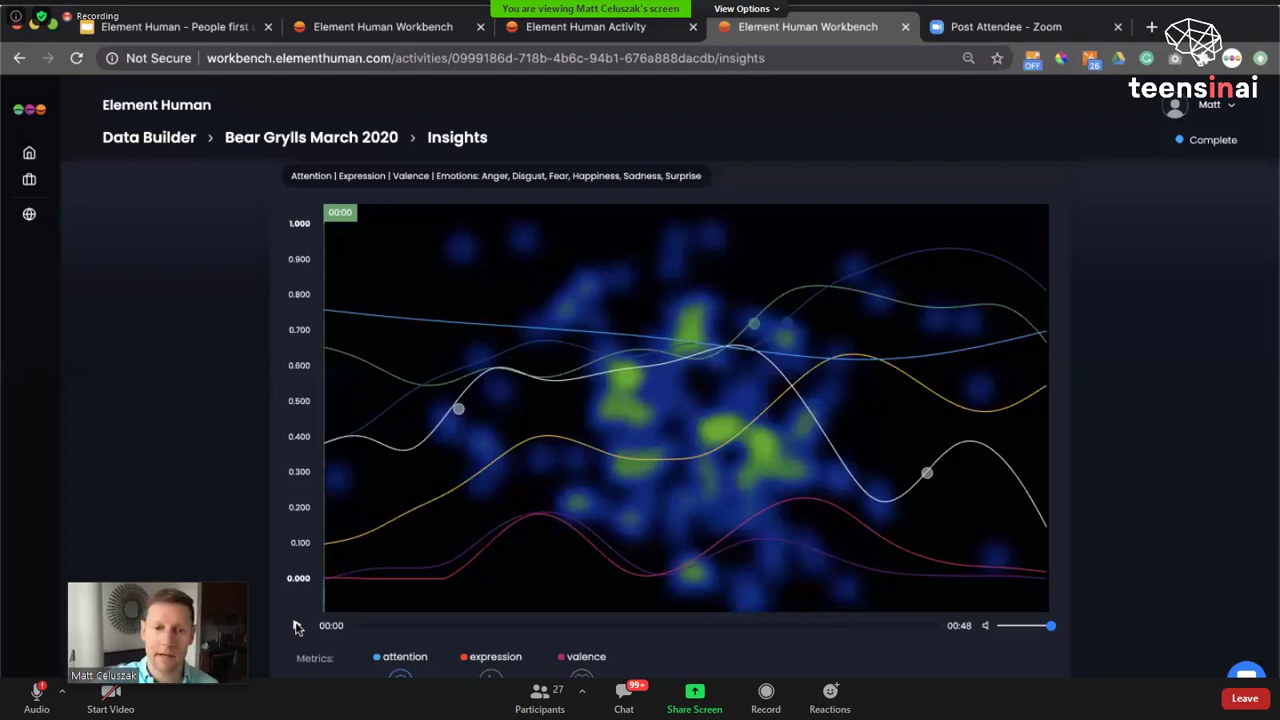 Recording
You are viewing Matt Celuszak's screen
View Options
Element Human - People first
Element Human Workbench
Element Human Activity
Element Human Workbench
Post Attendee - Zoom
Not Secure
workbench.elementhuman.com/activities/0999186d-718b-4b6c-94b1-676a888dacdb/insights
OFF
26
teensinai
Element Human
Matt
Data Builder > Bear Grylls March 2020 > Insights
Complete
Attention | Expression | Valence | Emotions: Anger, Disgust, Fear, Happiness, Sadness, Surprise
00:00
1.000
0.900
0.800
0.700
0.600
0.500
0.400
0.300
0.200
0.100
0.000
00:00
00:48
Metrics:
attention
expression
valence
Matt Celuszak
Audio
Start Video
27
Participants
99+
Chat
Share Screen
Record
Reactions
Leave